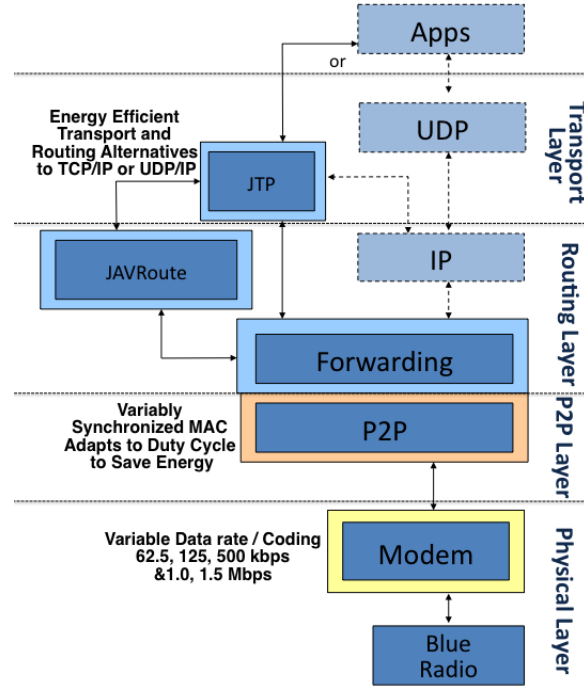 Apps
or
Energy Efficient
Transport and
Routing Alternatives
to TCP/IP or UDP/IP
UDP
JTP
Transport
Layer
JAVRoute
IP
Forwarding
Routing Layer
Variably
Synchronized MAC
Adapts to Duty Cycle
to Save Energy
P2P
P2P Layer
Variable Data rate / Coding
62.5, 125, 500 kbps
&1.0, 1.5 Mbps
Modem
Blue
Radio
Physical Layer